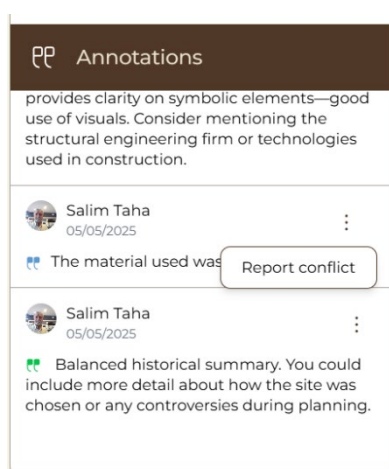 Annotations
provides clarity on symbolic elements—good
use of visuals. Consider mentioning the
structural engineering firm or technologies
used in construction.
Salim Taha
05/05/2025
The material used was
Report conflict
Salim Taha
05/05/2025
Balanced historical summary. You could
include more detail about how the site was
chosen or any controversies during planning.